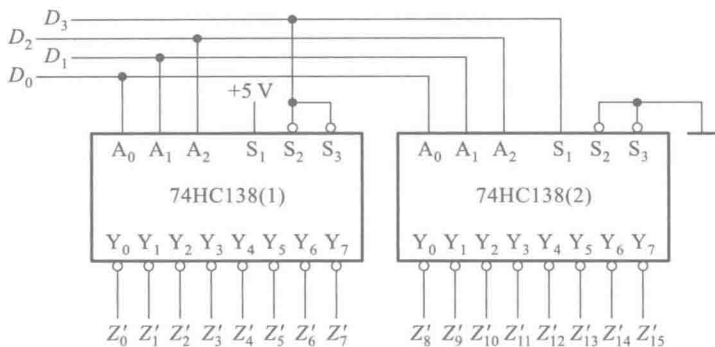 D₃
D₂
D₁
D₀
+5 V
A₀ A₁ A₂ S₁ S₂ S₃
A₀ A₁ A₂ S₁ S₂ S₃
74HC138(1)
74HC138(2)
Y₀ Y₁ Y₂ Y₃ Y₄ Y₅ Y₆ Y₇
Y₀ Y₁ Y₂ Y₃ Y₄ Y₅ Y₆ Y₇
Z′₀ Z′₁ Z′₂ Z′₃ Z′₄ Z′₅ Z′₆ Z′₇
Z′₈ Z′₉ Z′₁₀ Z′₁₁ Z′₁₂ Z′₁₃ Z′₁₄ Z′₁₅